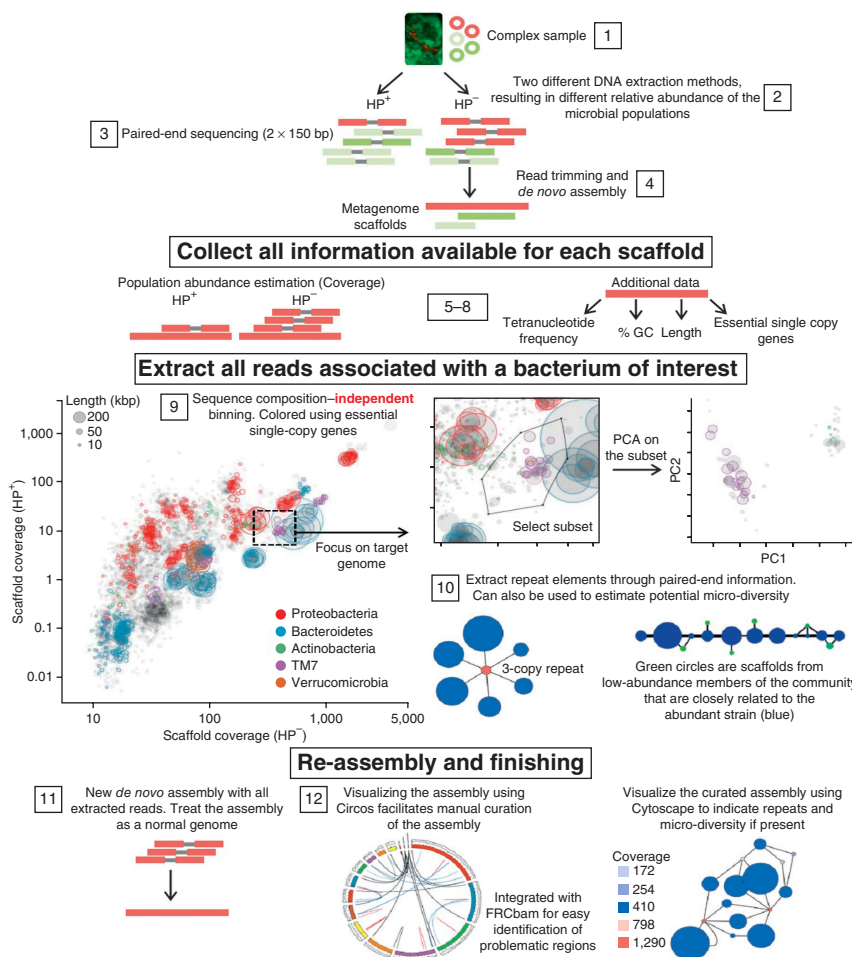 Complex sample
1
HP+
HP−
Two different DNA extraction methods,
resulting in different relative abundance of the
microbial populations
2
3
Paired-end sequencing (2 × 150 bp)
Read trimming and
de novo assembly
4
Metagenome
scaffolds
Collect all information available for each scaffold
Population abundance estimation (Coverage)
HP+
HP−
5–8
Additional data
Tetranucleotide
frequency
% GC
Length
Essential single copy
genes
Extract all reads associated with a bacterium of interest
Length (kbp)
200
50
10
9
Sequence composition–independent
binning. Colored using essential
single-copy genes
1,000
100
10
1
0.1
0.01
Scaffold coverage (HP+)
10
100
1,000
5,000
Scaffold coverage (HP−)
Proteobacteria
Bacteroidetes
Actinobacteria
TM7
Verrucomicrobia
Focus on target
genome
Select subset
PCA on
the subset
PC2
PC1
10
Extract repeat elements through paired-end information.
Can also be used to estimate potential micro-diversity
3-copy repeat
Green circles are scaffolds from
low-abundance members of the community
that are closely related to the
abundant strain (blue)
Re-assembly and finishing
11
New de novo assembly with all
extracted reads. Treat the assembly
as a normal genome
12
Visualizing the assembly using
Circos facilitates manual curation
of the assembly
Integrated with
FRCbam for easy
identification of
problematic regions
Visualize the curated assembly using
Cytoscape to indicate repeats and
micro-diversity if present
Coverage
172
254
410
798
1,290